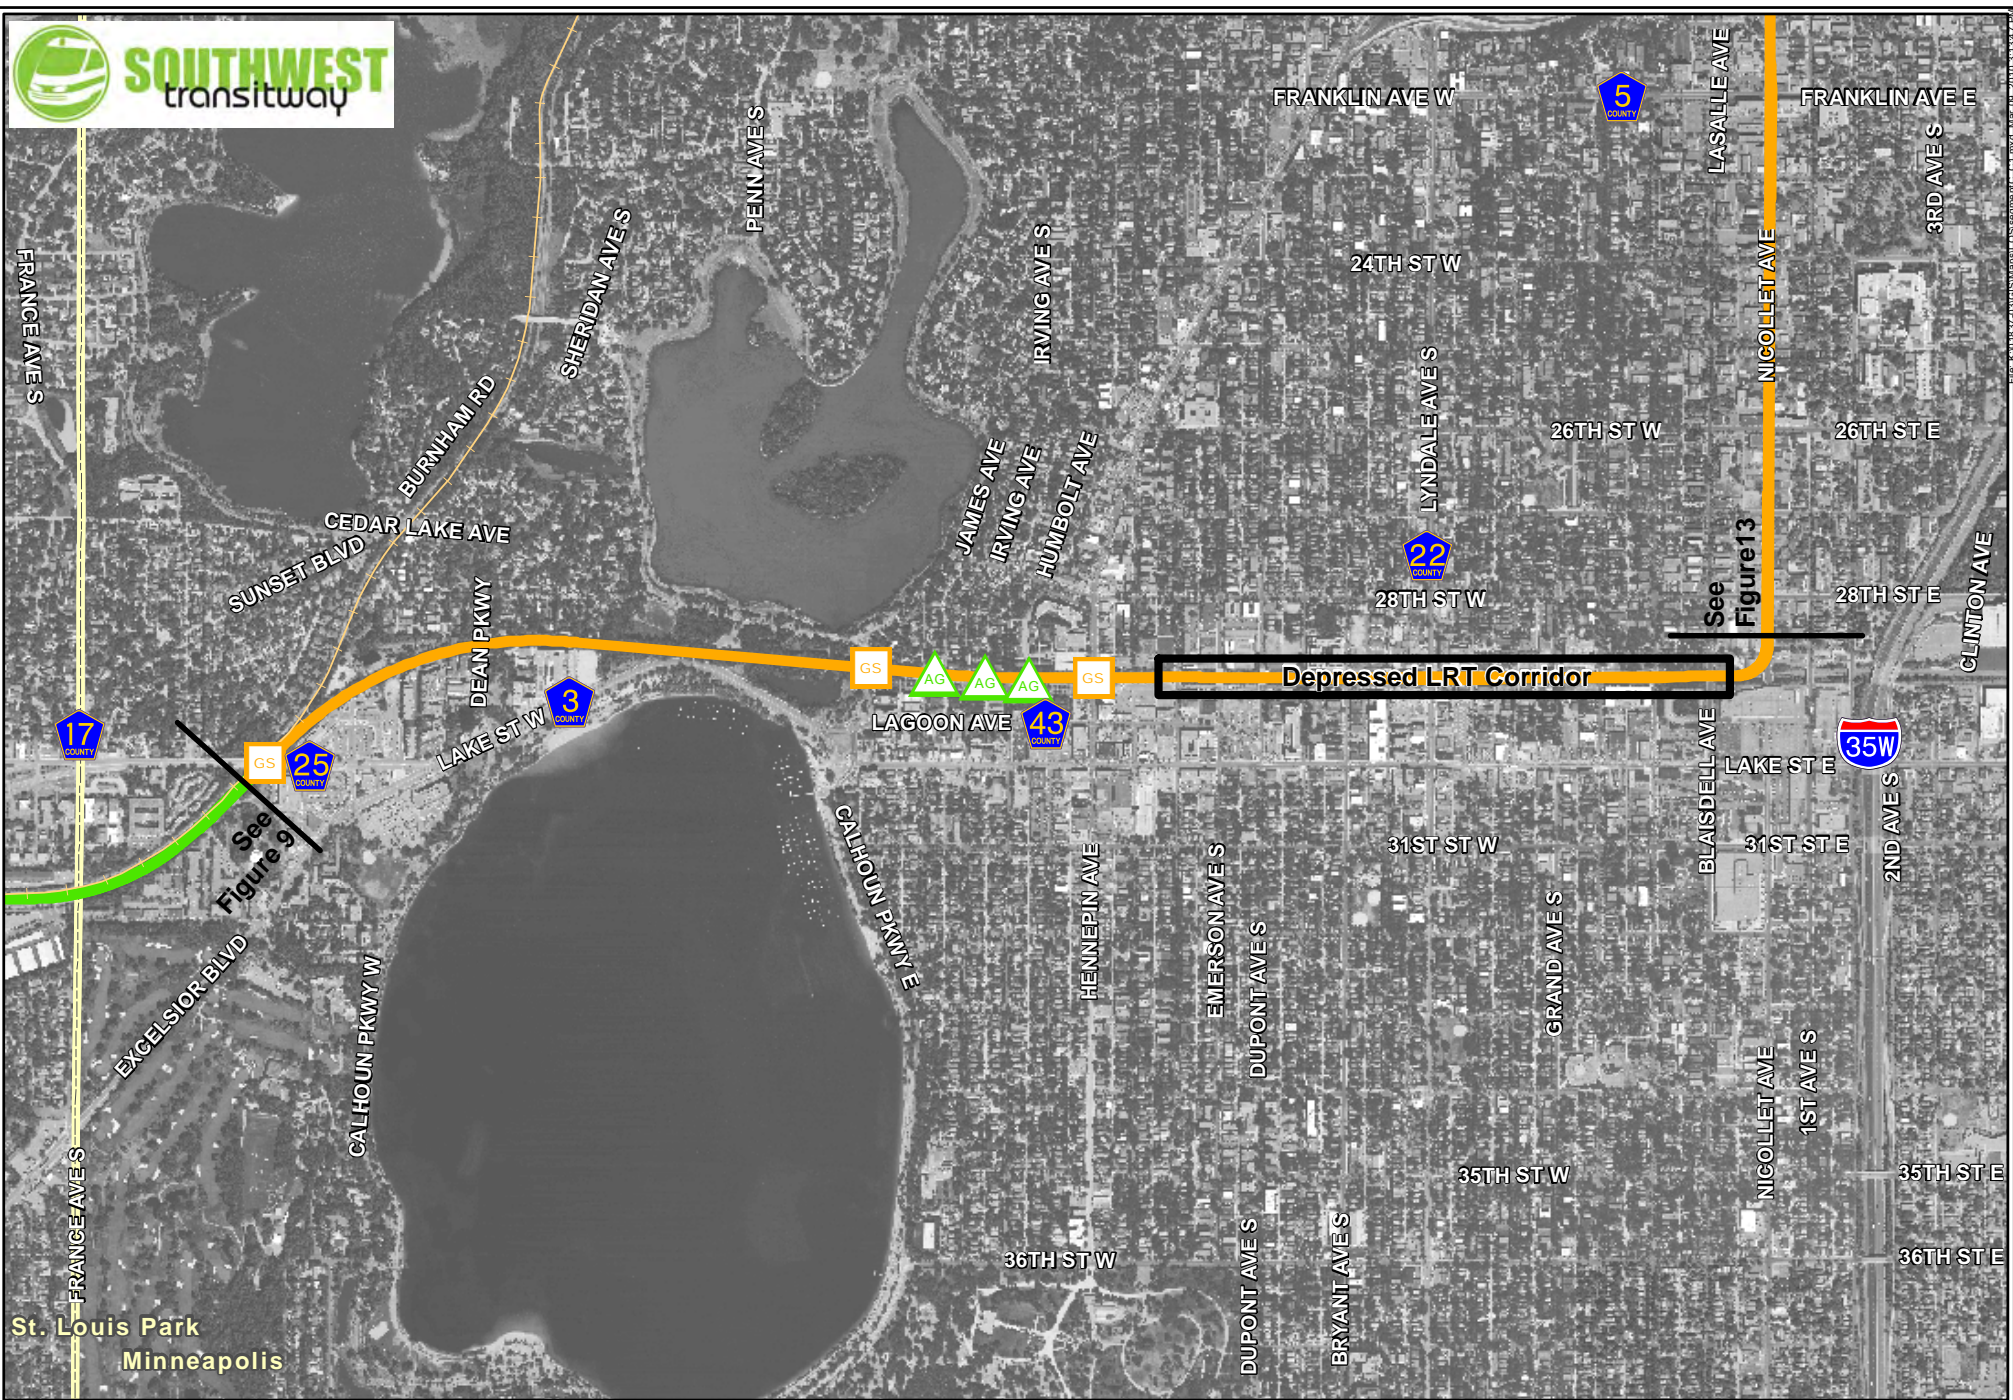 SOUTHWEST
transitway
FRANKLIN AVE W
5
COUNTY
LASALLE AVE
FRANKLIN AVE E
3RD AVE S
PENN AVE S
SHERIDAN AVE S
IRVING AVE S
24TH ST W
NICOLLET AVE
FRANCE AVE S
BURNHAM RD
LYNDALE AVE S
26TH ST W
26TH ST E
JAMES AVE
IRVING AVE
HUMBOLT AVE
CEDAR LAKE AVE
SUNSET BLVD
22
COUNTY
28TH ST W
See
Figure13
28TH ST E
CLINTON AVE
DEAN PKWY
GS
AG
AG
AG
GS
Depressed LRT Corridor
3
COUNTY
LAKE ST W
LAGOON AVE
43
COUNTY
17
COUNTY
GS
25
COUNTY
BLAISDELL AVE
35W
LAKE ST E
2ND AVE S
See
Figure 9
CALHOUN PKWY E
HENNEPIN AVE
EMERSON AVE S
31ST ST W
31ST ST E
DUPONT AVE S
GRAND AVE S
EXCELSIOR BLVD
CALHOUN PKWY W
NICOLLET AVE
1ST AVE S
FRANCE AVE S
35TH ST W
35TH ST E
36TH ST W
DUPONT AVE S
BRYANT AVE S
36TH ST E
St. Louis Park
Minneapolis